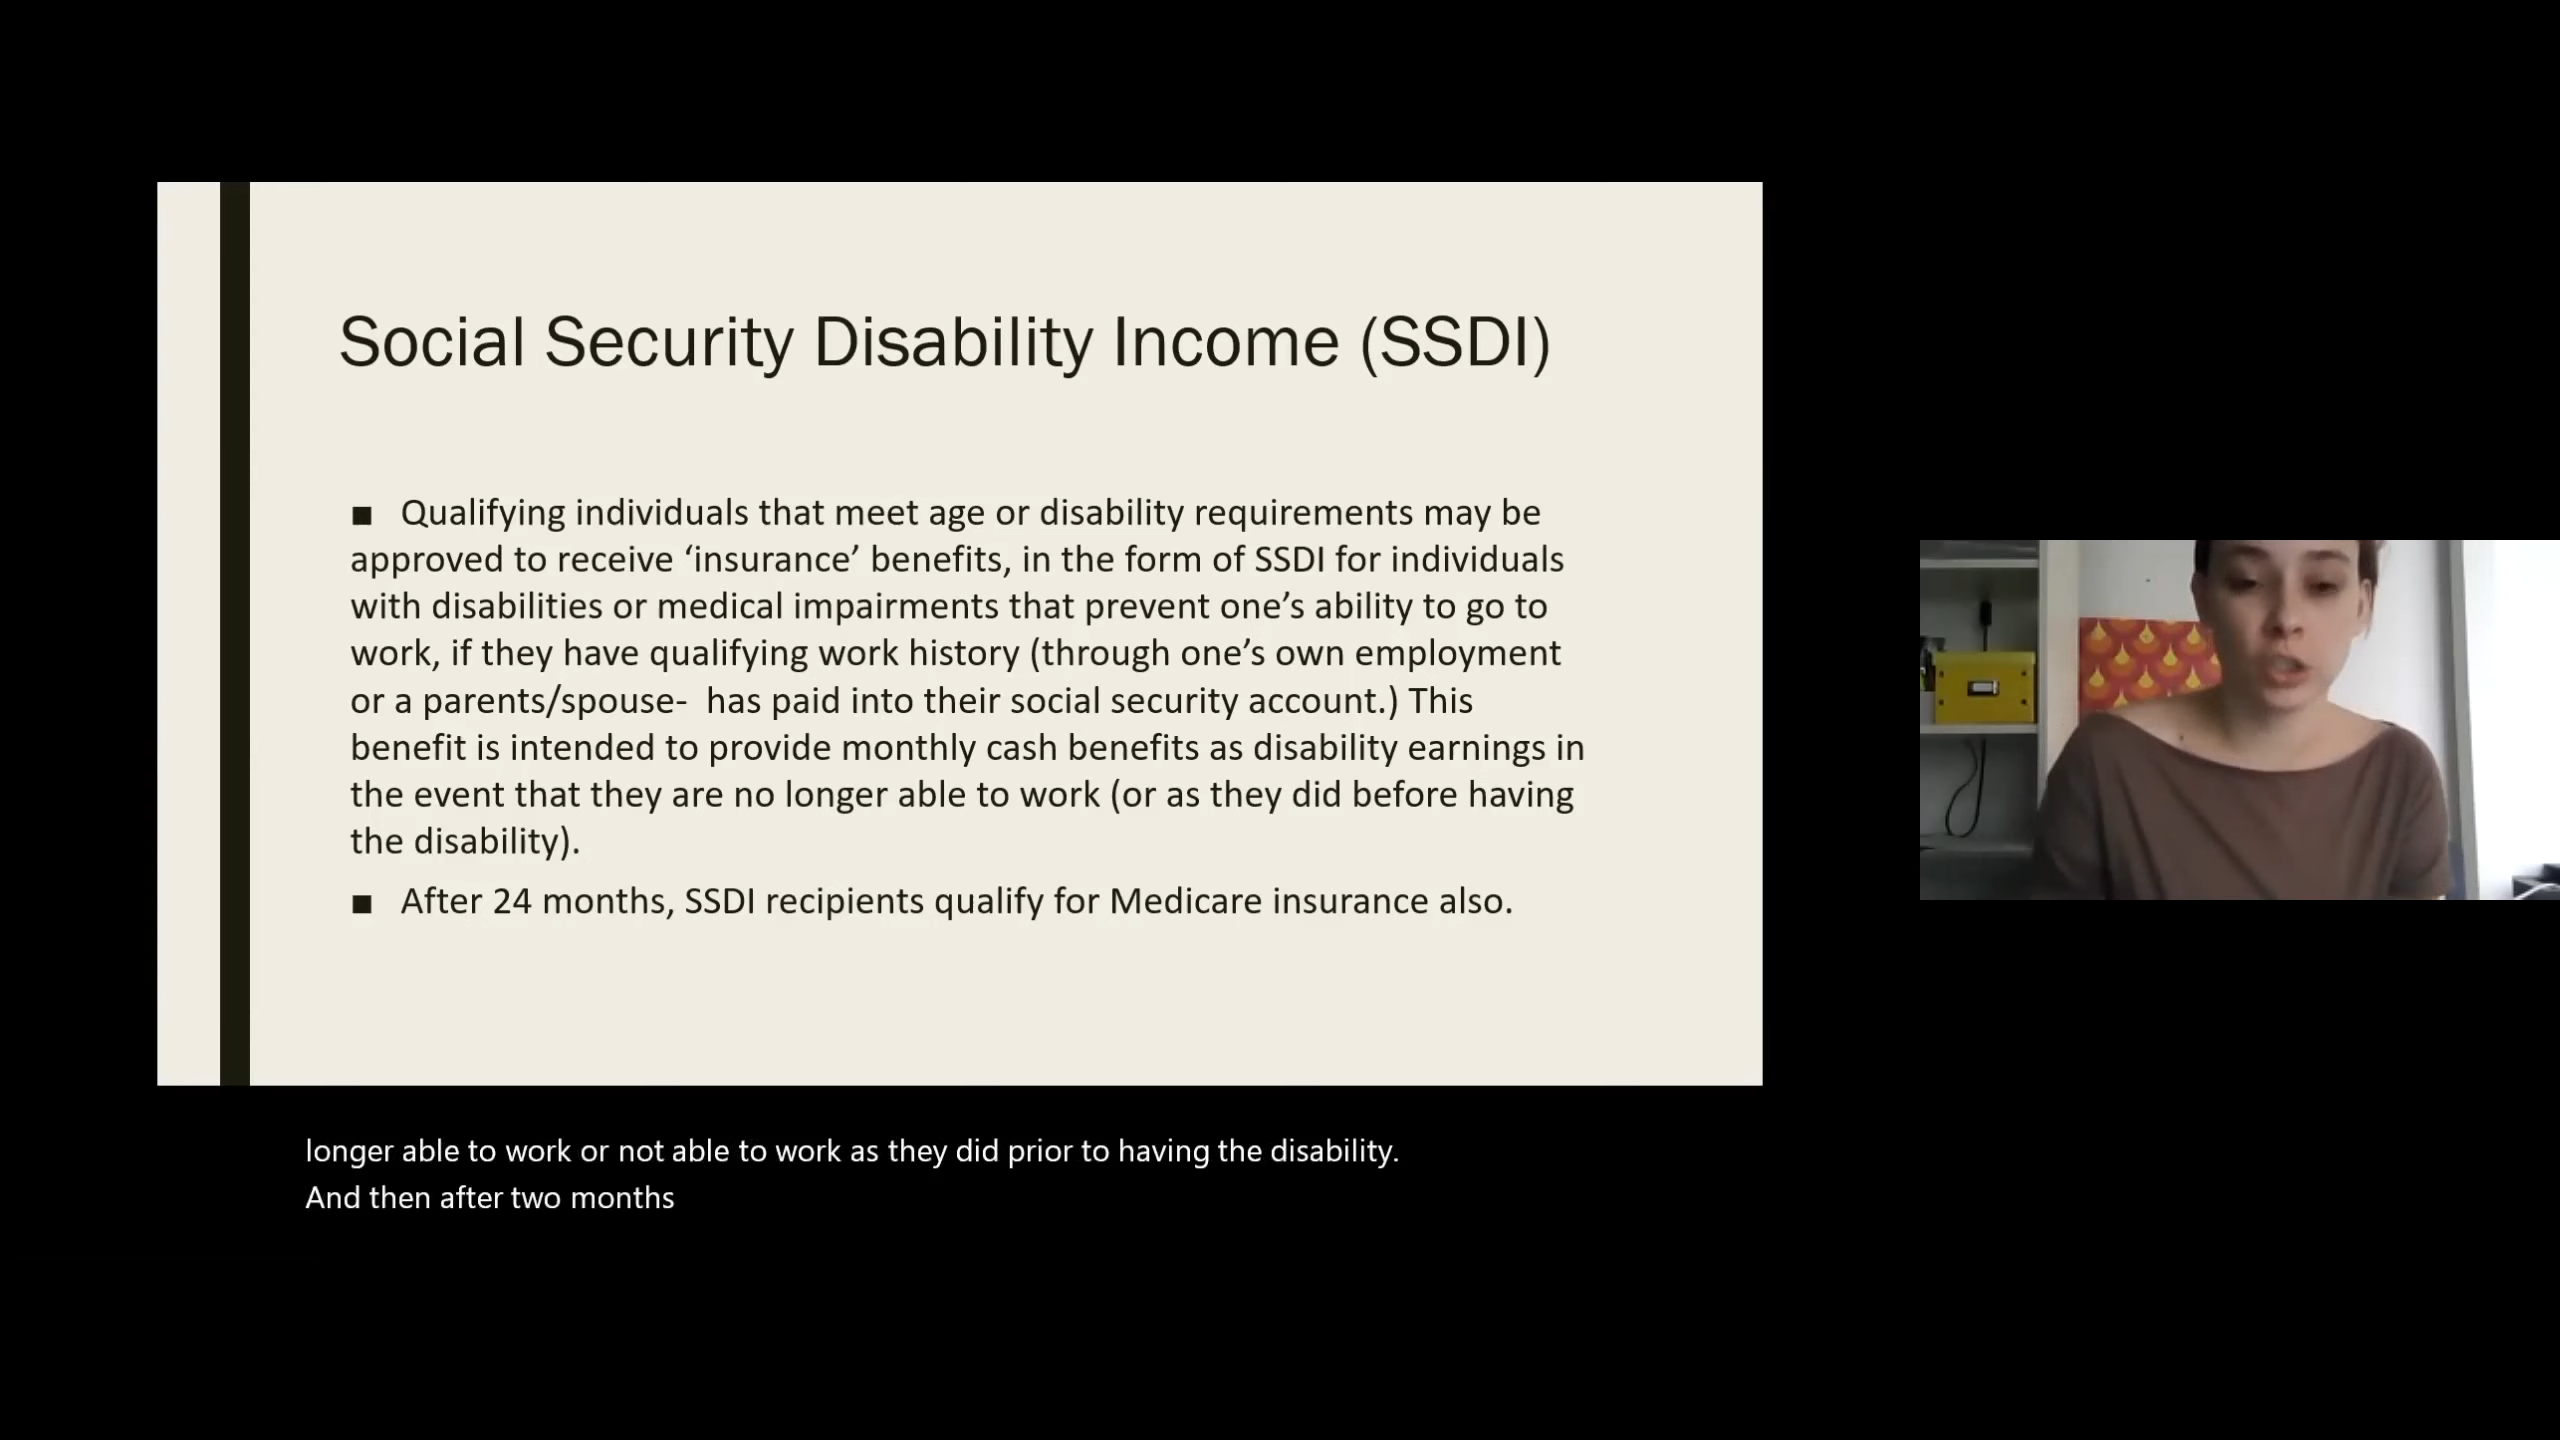 Social Security Disability Income (SSDI)
■ Qualifying individuals that meet age or disability requirements may be
approved to receive ‘insurance’ benefits, in the form of SSDI for individuals
with disabilities or medical impairments that prevent one’s ability to go to
work, if they have qualifying work history (through one’s own employment
or a parents/spouse-  has paid into their social security account.) This
benefit is intended to provide monthly cash benefits as disability earnings in
the event that they are no longer able to work (or as they did before having
the disability).
■ After 24 months, SSDI recipients qualify for Medicare insurance also.
longer able to work or not able to work as they did prior to having the disability.
And then after two months